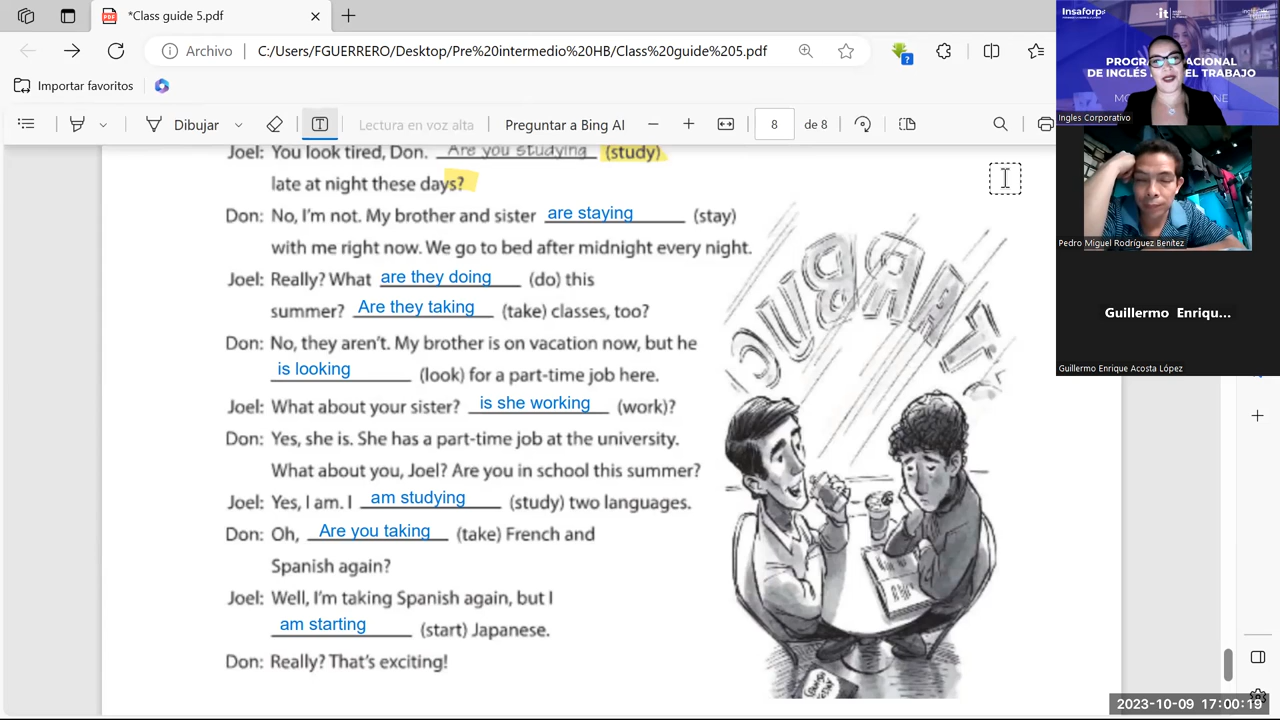 *Class guide 5.pdf
Archivo
C:/Users/FGUERRERO/Desktop/Pre%20intermedio%20HB/Class%20guide%205.pdf
Importar favoritos
Dibujar
Lectura en voz alta
Preguntar a Bing AI
8
de 8
Joel: You look tired, Don. Are you studying (study)
late at night these days?
Don: No, I'm not. My brother and sister are staying (stay)
with me right now. We go to bed after midnight every night.
Joel: Really? What are they doing (do) this
summer? Are they taking (take) classes, too?
Don: No, they aren't. My brother is on vacation now, but he
is looking (look) for a part-time job here.
Joel: What about your sister? is she working (work)?
Don: Yes, she is. She has a part-time job at the university.
What about you, Joel? Are you in school this summer?
Joel: Yes, I am. I am studying (study) two languages.
Don: Oh, Are you taking (take) French and
Spanish again?
Joel: Well, I'm taking Spanish again, but I
am starting (start) Japanese.
Don: Really? That's exciting!
Insaforp
PROGR
ACIONAL
DE INGLÉS
EL TRABAJO
Ingles Corporativo
Pedro Miguel Rodríguez Benítez
Guillermo Enriqu...
Guillermo Enrique Acosta López
2023-10-09 17:00:19